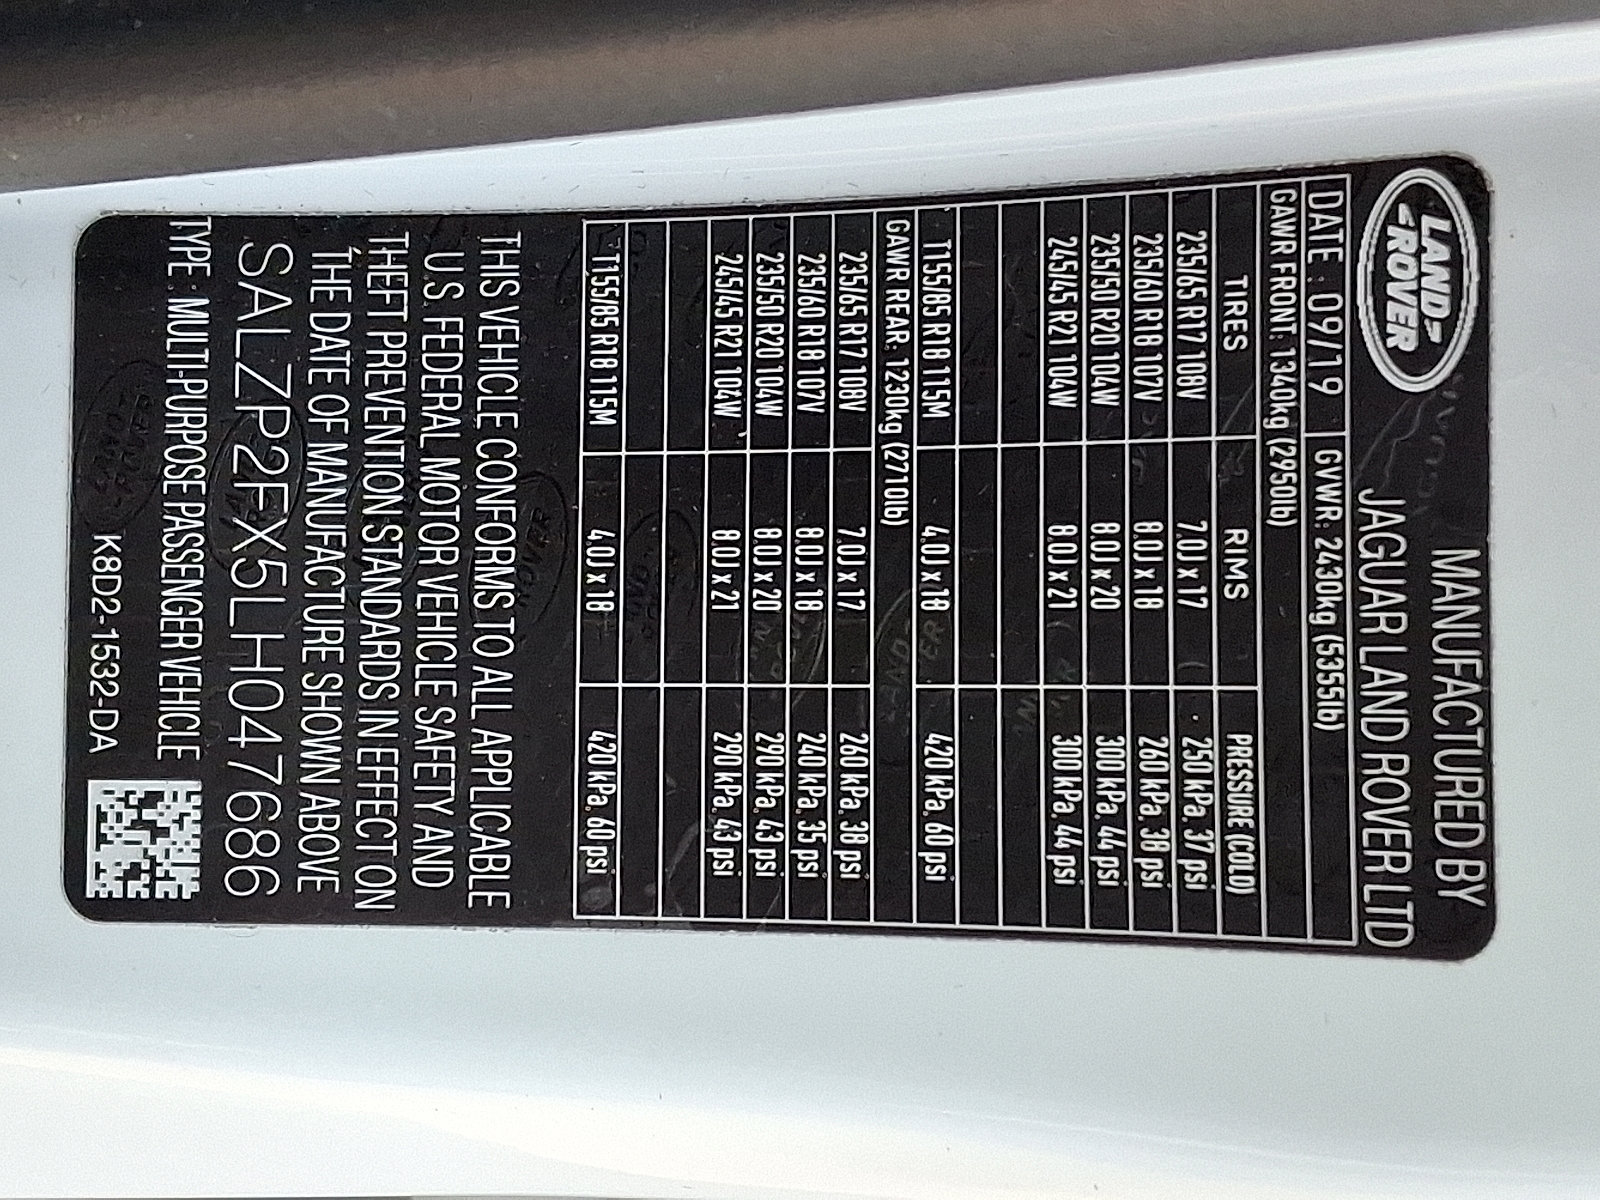 LAND
ROVER
MANUFACTURED BY
JAGUAR LAND ROVER LTD
DATE : 09/19 GVWR: 2430kg (5355lb)
GAWR FRONT: 1340kg (2950lb)
TIRES RIMS PRESSURE (COLD)
235/65 R17 108V 7.0J x 17 250 kPa, 37 psi
235/60 R18 107V 8.0J x 18 260 kPa, 38 psi
235/50 R20 104W 8.0J x 20 300 kPa, 44 psi
245/45 R21 104W 8.0J x 21 300 kPa, 44 psi
T155/85 R18 115M 4.0J x 18 420 kPa, 60 psi
GAWR REAR: 1230kg (2710lb)
235/65 R17 108V 7.0J x 17 260 kPa, 38 psi
235/60 R18 107V 8.0J x 18 240 kPa, 35 psi
235/50 R20 104W 8.0J x 20 290 kPa, 43 psi
245/45 R21 104W 8.0J x 21 290 kPa, 43 psi
T155/85 R18 115M 4.0J x 18 420 kPa, 60 psi
THIS VEHICLE CONFORMS TO ALL APPLICABLE
U.S. FEDERAL MOTOR VEHICLE SAFETY AND
THEFT PREVENTION STANDARDS IN EFFECT ON
THE DATE OF MANUFACTURE SHOWN ABOVE
SALZP2FX5LH047686
TYPE : MULTI-PURPOSE PASSENGER VEHICLE
K8D2-1532-DA